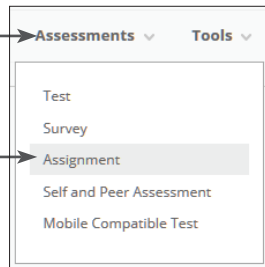 Assessments Tools
Test
Survey
Assignment
Self and Peer Assessment
Mobile Compatible Test